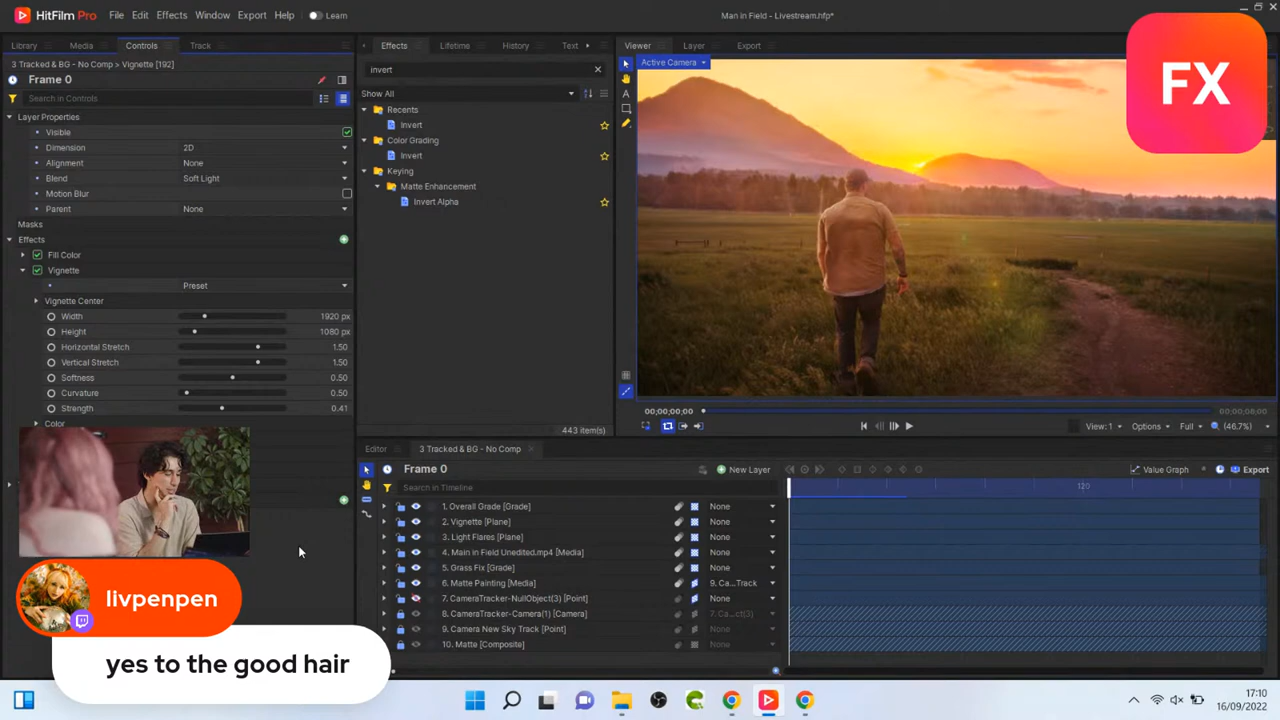 HitFilm Pro
File Edit Effects Window Export Help Learn
Man in Field - Livestream.hfp*
Library Media Controls Track
3 Tracked & BG - No Comp > Vignette [192]
Frame 0
Search in Controls
Layer Properties
Visible
Dimension 2D
Alignment None
Blend Soft Light
Motion Blur
Parent None
Masks
Effects
Fill Color
Vignette
Preset
Vignette Center
Width 1920 px
Height 1080 px
Horizontal Stretch 1.50
Vertical Stretch 1.50
Softness 0.50
Curvature 0.50
Strength 0.41
Color
Effects Lifetime History Text
invert
Show All
Recents
Invert
Color Grading
Invert
Keying
Matte Enhancement
Invert Alpha
443 item(s)
Viewer Layer Export
Active Camera
FX
00;00;00;00
00;00;06;00
View: 1 Options Full (46.7%)
Editor 3 Tracked & BG - No Comp
Frame 0
New Layer
Value Graph Export
Search in Timeline
120
1. Overall Grade [Grade] None
2. Vignette [Plane] None
3. Light Flares [Plane] None
4. Main in Field Unedited.mp4 [Media] None
5. Grass Fix [Grade] None
6. Matte Painting [Media] 9. Ca...Track
7. CameraTracker-NullObject(3) [Point] None
8. CameraTracker-Camera(1) [Camera] 7. Ca...ct(3)
9. Camera New Sky Track [Point] None
10. Matte [Composite] None
livpenpen
yes to the good hair
17:10
16/09/2022